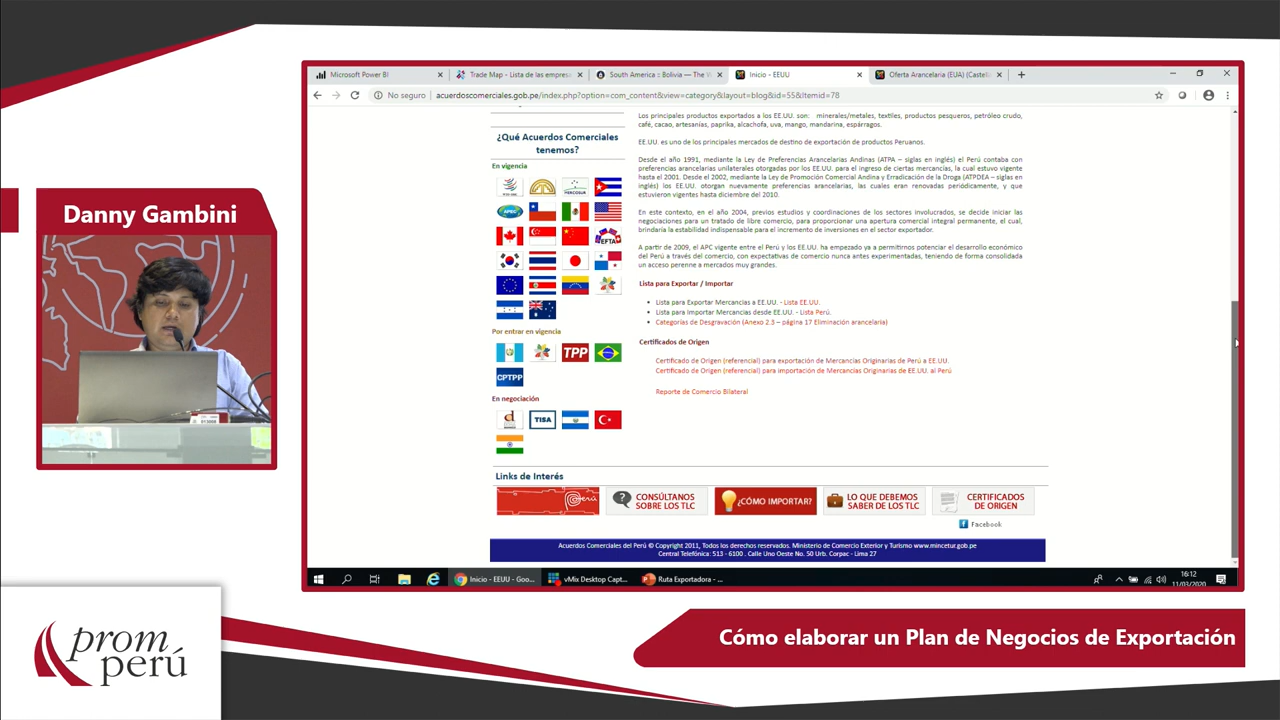 Danny Gambini
Microsoft Power BI
Trade Map - Lista de las empresa
South America :: Bolivia — The W
Inicio - EEUU
Oferta Arancelaria (EUA) (Castell
No seguro
acuerdoscomerciales.gob.pe/index.php?option=com_content&view=category&layout=blog&id=55&Itemid=78
¿Qué Acuerdos Comerciales
tenemos?
En vigencia
MERCOSUR
APEC
EFTA
Por entrar en vigencia
TPP
CPTPP
En negociación
TISA
Los principales productos exportados a los EE.UU. son: minerales/metales, textiles, productos pesqueros, petróleo crudo,
café, cacao, artesanías, paprika, alcachofa, uva, mango, mandarina, espárragos.
EE.UU. es uno de los principales mercados de destino de exportación de productos Peruanos.
Desde el año 1991, mediante la Ley de Preferencias Arancelarias Andinas (ATPA – siglas en inglés) el Perú contaba con
preferencias arancelarias unilaterales otorgadas por los EE.UU. para el ingreso de ciertas mercancías, la cual estuvo vigente
hasta el 2001. Desde el 2002, mediante la Ley de Promoción Comercial Andina y Erradicación de la Droga (ATPDEA – siglas en
inglés) los EE.UU. otorgan nuevamente preferencias arancelarias, las cuales eran renovadas periódicamente, y que
estuvieron vigentes hasta diciembre del 2010.
En este contexto, en el año 2004, previos estudios y coordinaciones de los sectores involucrados, se decide iniciar las
negociaciones para un tratado de libre comercio, para proporcionar una apertura comercial integral permanente, el cual,
brindaría la estabilidad indispensable para el incremento de inversiones en el sector exportador.
A partir de 2009, el APC vigente entre el Perú y los EE.UU. ha empezado ya a permitirnos potenciar el desarrollo económico
del Perú a través del comercio, con expectativas de comercio nunca antes experimentadas, teniendo de forma consolidada
un acceso perenne a mercados muy grandes.
Lista para Exportar / Importar
Lista para Exportar Mercancías a EE.UU. - Lista EE.UU.
Lista para Importar Mercancías desde EE.UU. - Lista Perú.
Categorías de Desgravación (Anexo 2.3 – página 17 Eliminación arancelaria)
Certificados de Origen
Certificado de Origen (referencial) para exportación de Mercancías Originarias de Perú a EE.UU.
Certificado de Origen (referencial) para importación de Mercancías Originarias de EE.UU. al Perú
Reporte de Comercio Bilateral
Links de Interés
Perú
CONSÚLTANOS
SOBRE LOS TLC
¿CÓMO IMPORTAR?
LO QUE DEBEMOS
SABER DE LOS TLC
CERTIFICADOS
DE ORIGEN
Facebook
Acuerdos Comerciales del Perú © Copyright 2011, Todos los derechos reservados. Ministerio de Comercio Exterior y Turismo www.mincetur.gob.pe
Central Telefónica: 513 - 6100 . Calle Uno Oeste No. 50 Urb. Corpac - Lima 27
Inicio - EEUU - Goo...
vMix Desktop Capt...
Ruta Exportadora - ...
16:12
11/03/2020
Cómo elaborar un Plan de Negocios de Exportación
prom
perú